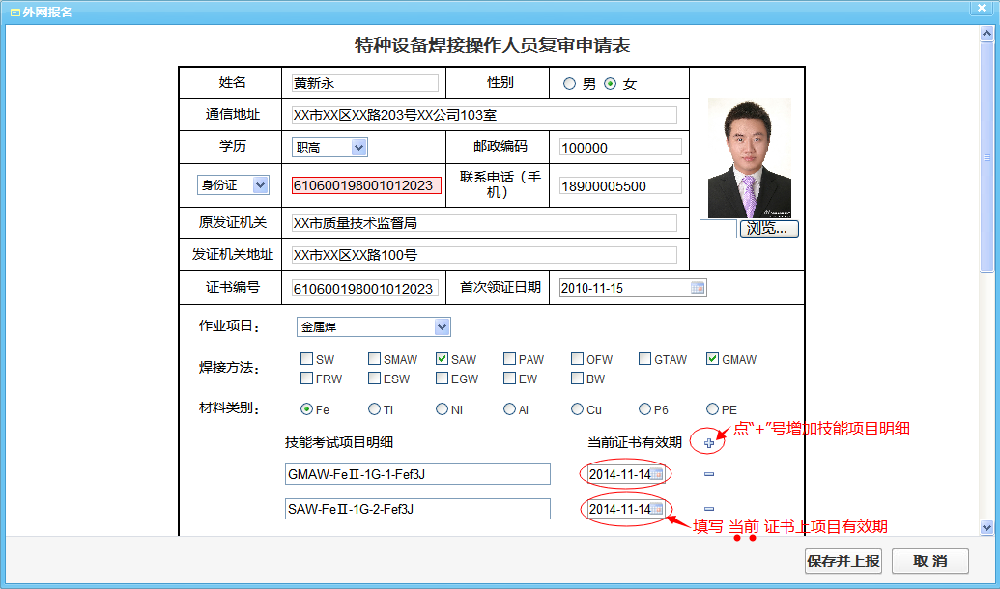 外网报名
特种设备焊接操作人员复审申请表
姓名 黄新永 性别 男 女
通信地址 XX市XX区XX路203号XX公司103室
学历 职高 邮政编码 100000
身份证 610600198001012023 联系电话（手机） 18900005500
原发证机关 XX市质量技术监督局
浏览...
发证机关地址 XX市XX区XX路100号
证书编号 610600198001012023 首次领证日期 2010-11-15
作业项目： 金属焊
焊接方法： SW SMAW SAW PAW OFW GTAW GMAW
FRW ESW EGW EW BW
材料类别： Fe Ti Ni Al Cu P6 PE
点“+”号增加技能项目明细
技能考试项目明细 当前证书有效期
GMAW-FeⅡ-1G-1-Fef3J 2014-11-14
SAW-FeⅡ-1G-2-Fef3J 2014-11-14
填写 当前 证书上项目有效期
保存并上报 取 消